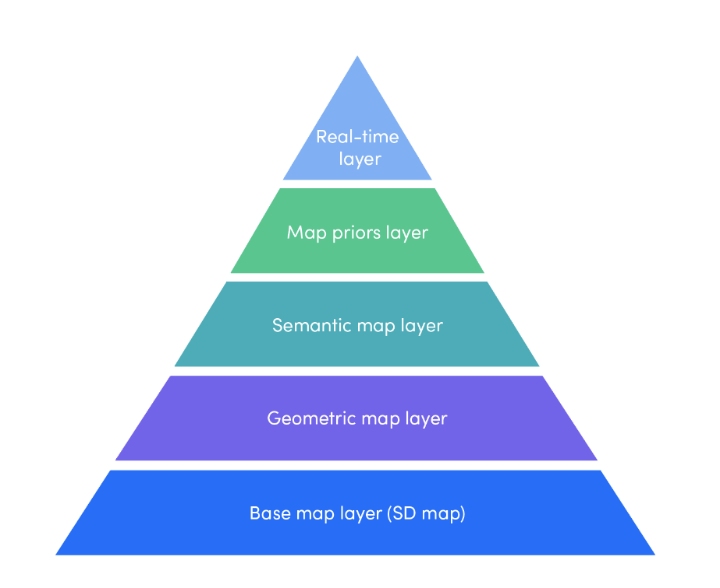 Real-time
layer
Map priors layer
Semantic map layer
Geometric map layer
Base map layer (SD map)